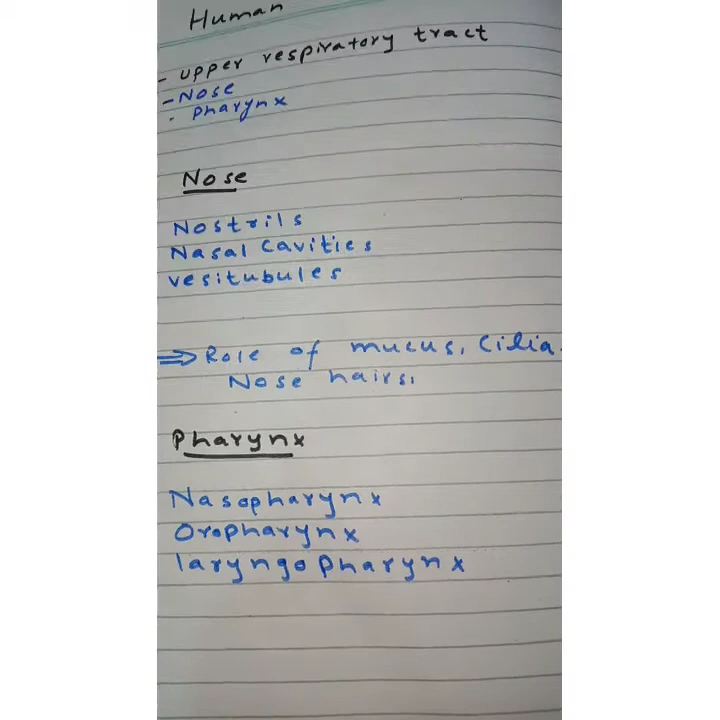 Human
- upper respiratory tract
- Nose
- Pharynx
Nose
Nostrils
Nasal Cavities
vesitubules
⇒ Role of mucus, Cilia.
Nose hairs.
Pharynx
Nasopharynx
Oropharynx
laryngopharynx